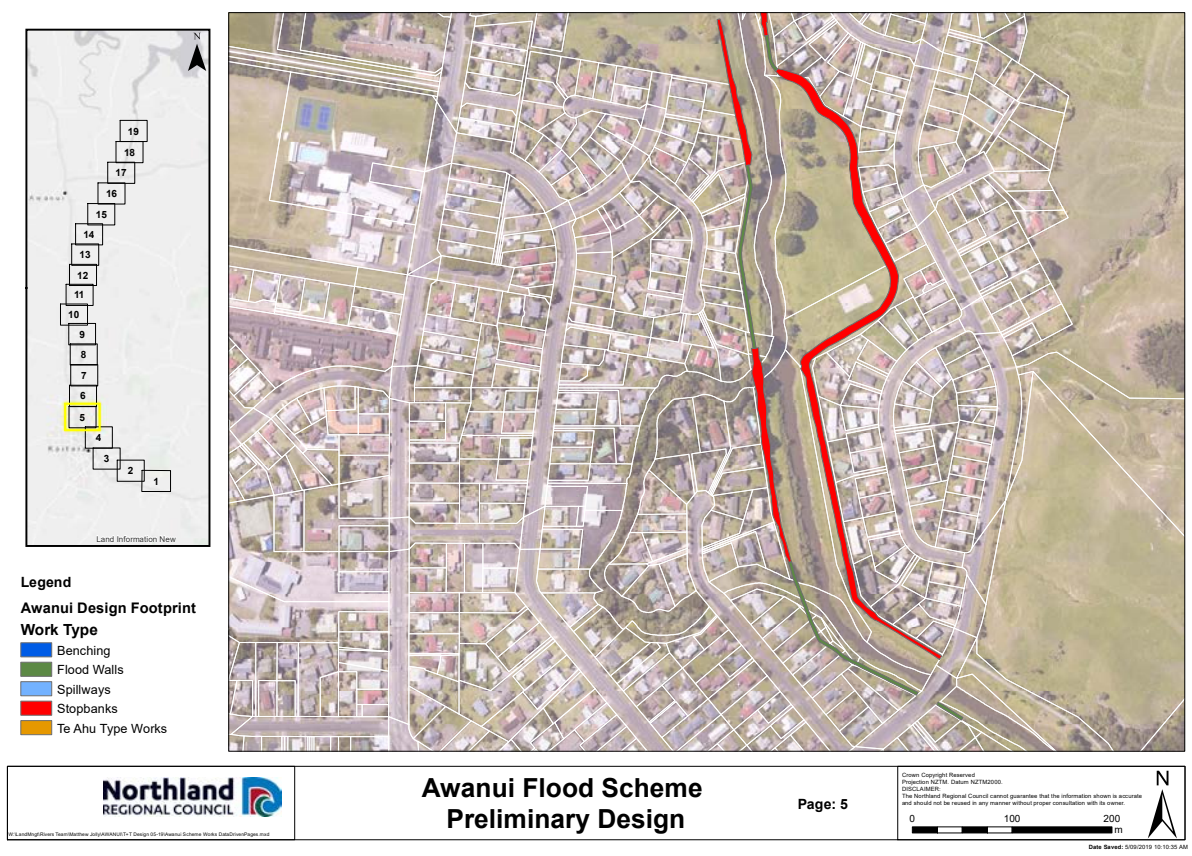 N
19
18
17
16
15
14
13
12
11
10
9
8
7
6
5
4
3
2
1
Land Information New
Legend
Awanui Design Footprint
Work Type
Benching
Flood Walls
Spillways
Stopbanks
Te Ahu Type Works
Northland
REGIONAL COUNCIL
Awanui Flood Scheme
Preliminary Design
Page: 5
Crown Copyright Reserved
Projection NZTM. Datum NZTM2000.
DISCLAIMER:
The Northland Regional Council cannot guarantee that the information shown is accurate
and should not be reused in any manner without proper consultation with its owner.
0 100 200
m
N
Date Saved: 5/09/2019 10:10:35 AM